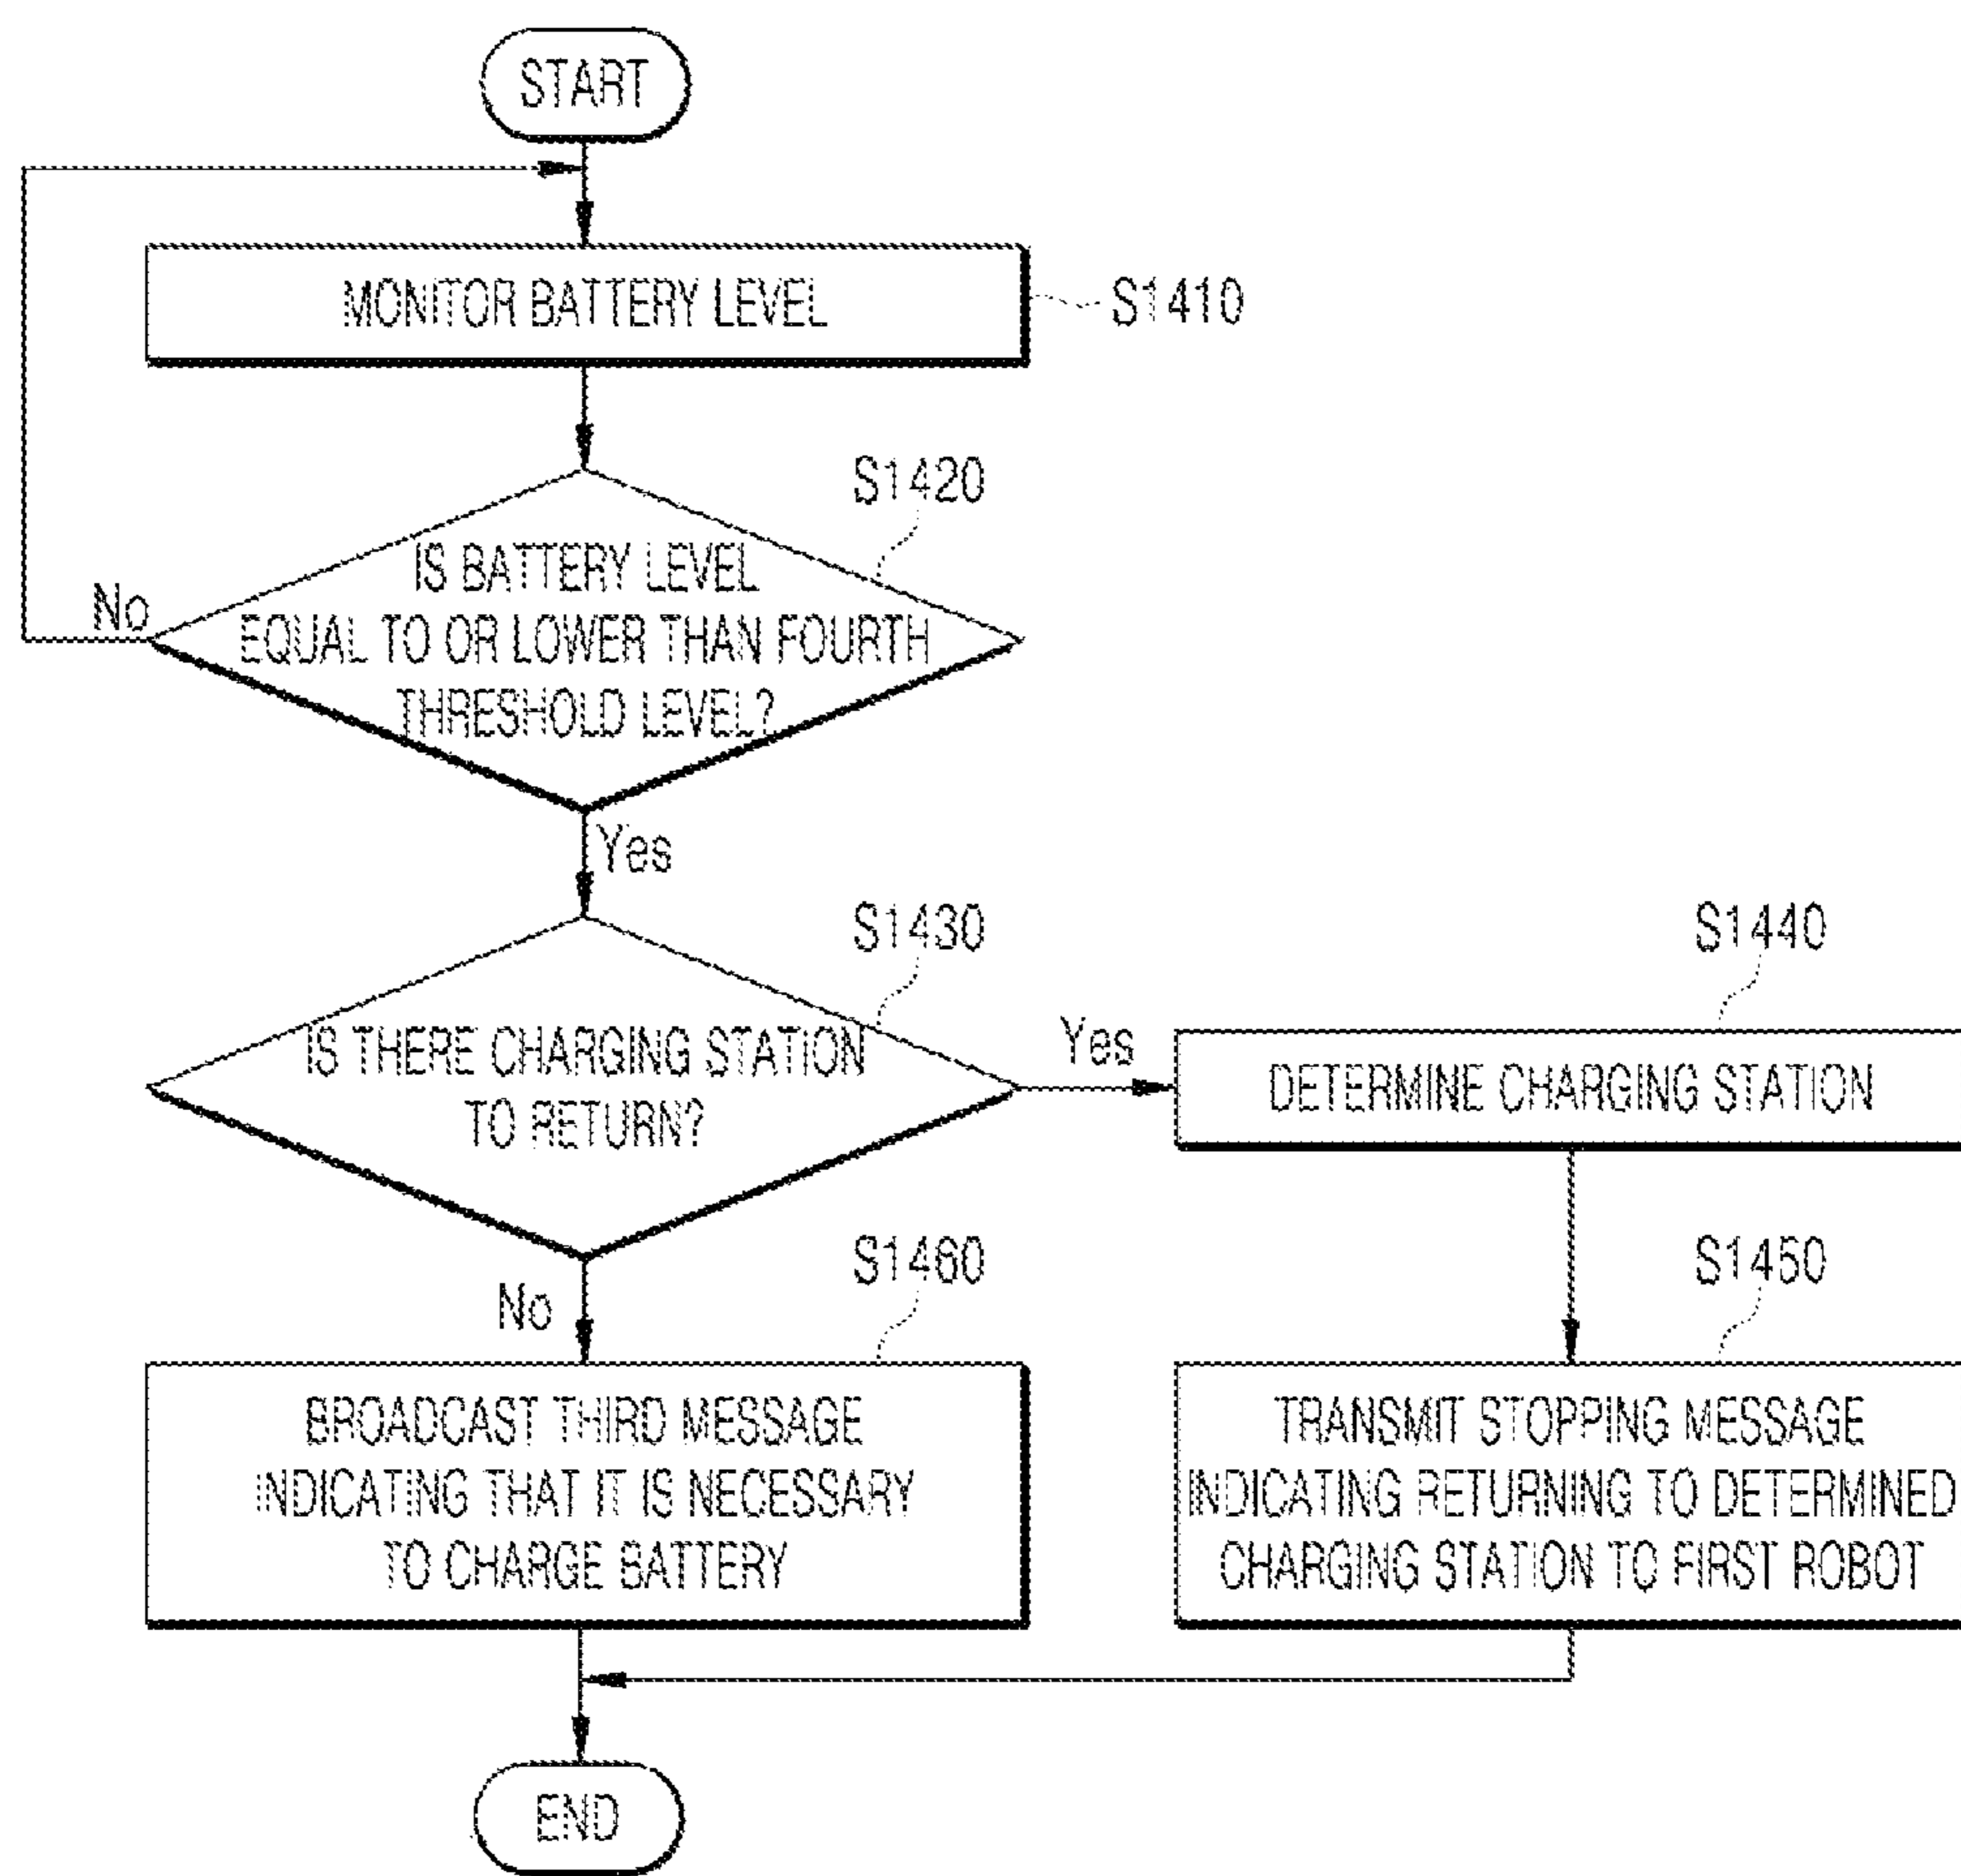 START
MONITOR BATTERY LEVEL
S1410
S1420
IS BATTERY LEVEL
EQUAL TO OR LOWER THAN FOURTH
THRESHOLD LEVEL?
No
Yes
S1430
IS THERE CHARGING STATION
TO RETURN?
Yes
No
S1440
DETERMINE CHARGING STATION
S1460
BROADCAST THIRD MESSAGE
INDICATING THAT IT IS NECESSARY
TO CHARGE BATTERY
S1450
TRANSMIT STOPPING MESSAGE
INDICATING RETURNING TO DETERMINED
CHARGING STATION TO FIRST ROBOT
END